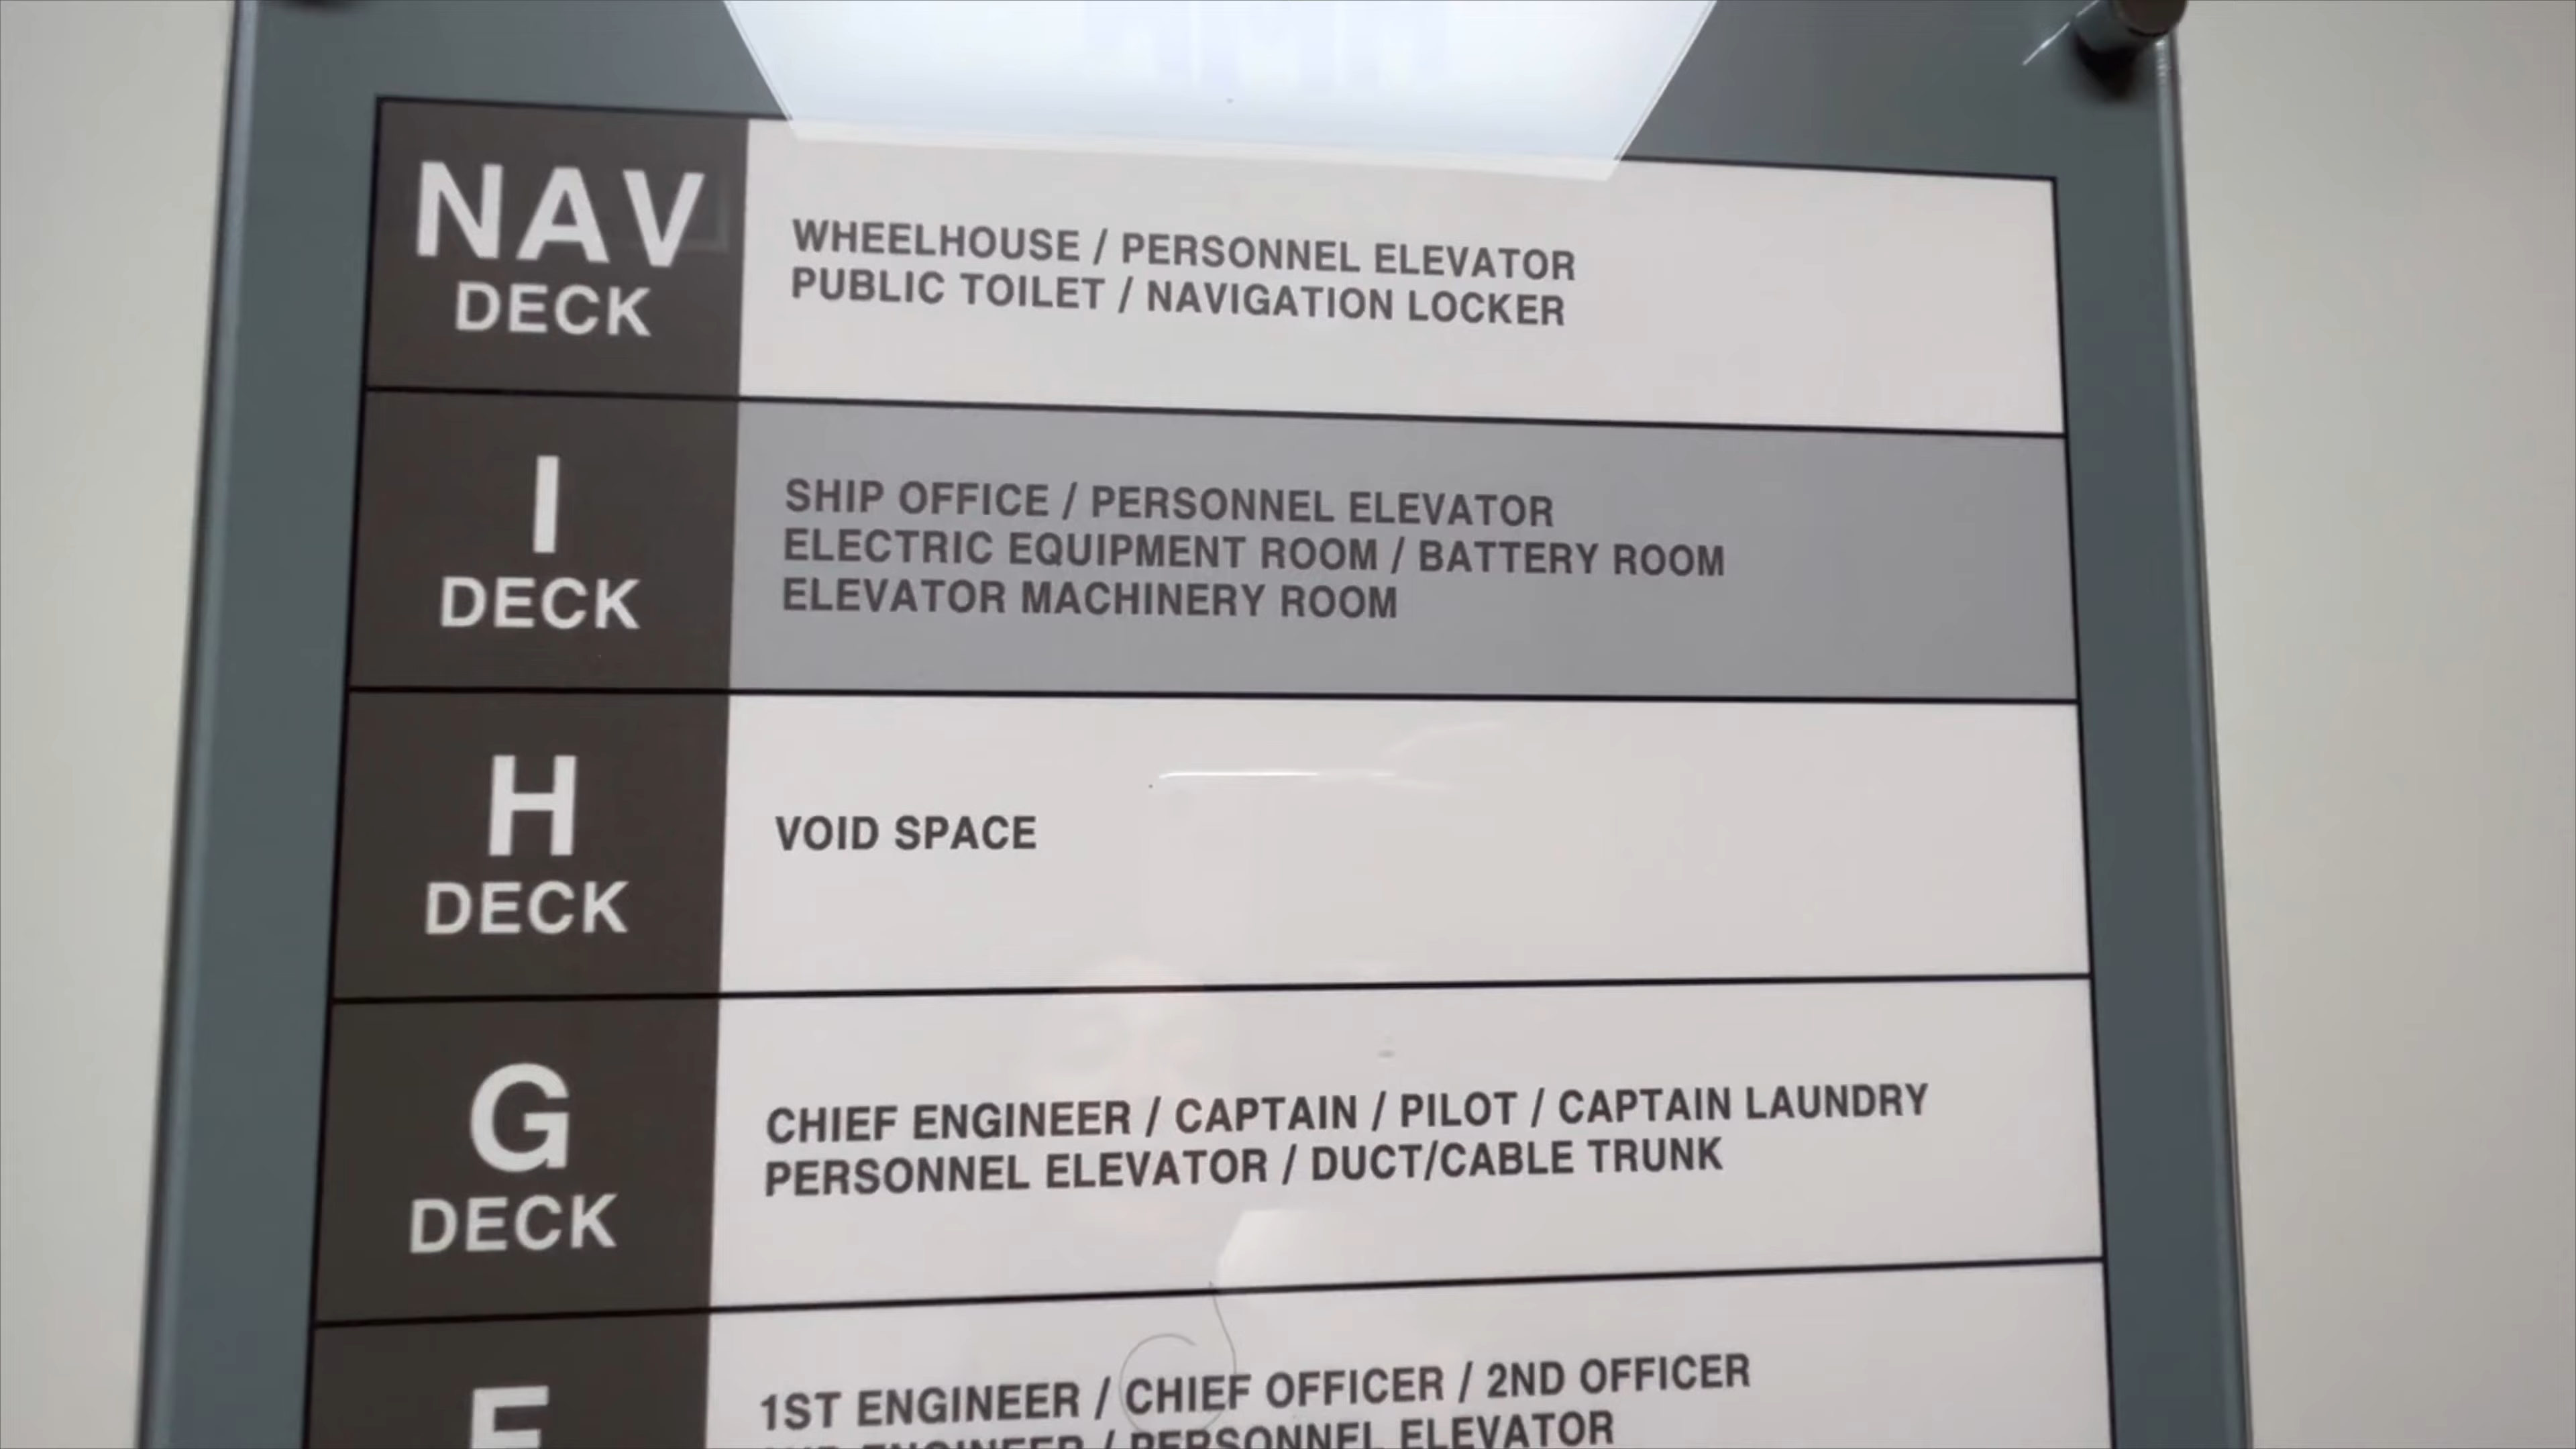 NAV
DECK
WHEELHOUSE / PERSONNEL ELEVATOR
PUBLIC TOILET / NAVIGATION LOCKER
I
DECK
SHIP OFFICE / PERSONNEL ELEVATOR
ELECTRIC EQUIPMENT ROOM / BATTERY ROOM
ELEVATOR MACHINERY ROOM
H
DECK
VOID SPACE
G
DECK
CHIEF ENGINEER / CAPTAIN / PILOT / CAPTAIN LAUNDRY
PERSONNEL ELEVATOR / DUCT/CABLE TRUNK
1ST ENGINEER / CHIEF OFFICER / 2ND OFFICER
ENGINEER / PERSONNEL ELEVATOR